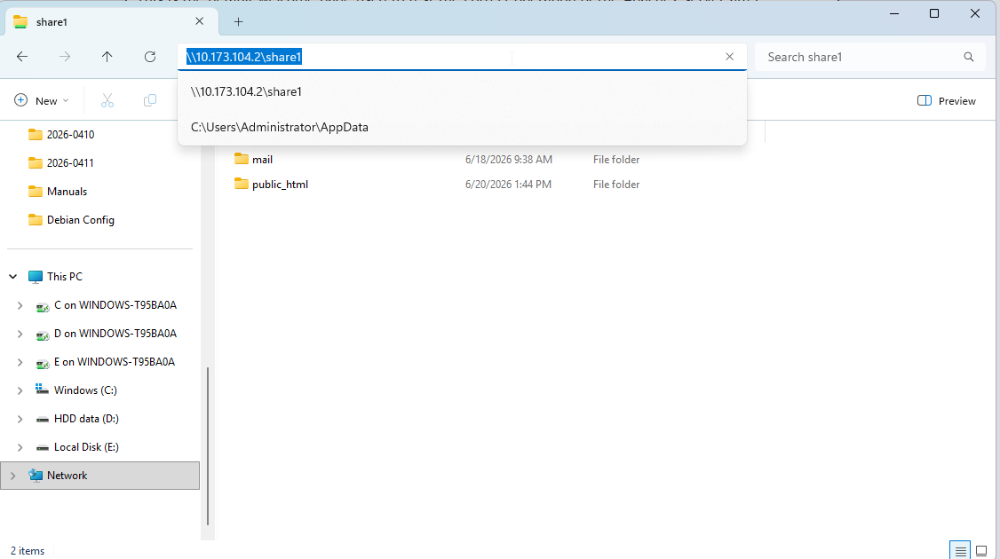 share1
\\10.173.104.2\share1
Search share1
New
\\10.173.104.2\share1
C:\Users\Administrator\AppData
Preview
2026-0410
2026-0411
Manuals
Debian Config
mail 6/18/2026 9:38 AM File folder
public_html 6/20/2026 1:44 PM File folder
This PC
C on WINDOWS-T95BA0A
D on WINDOWS-T95BA0A
E on WINDOWS-T95BA0A
Windows (C:)
HDD data (D:)
Local Disk (E:)
Network
2 items